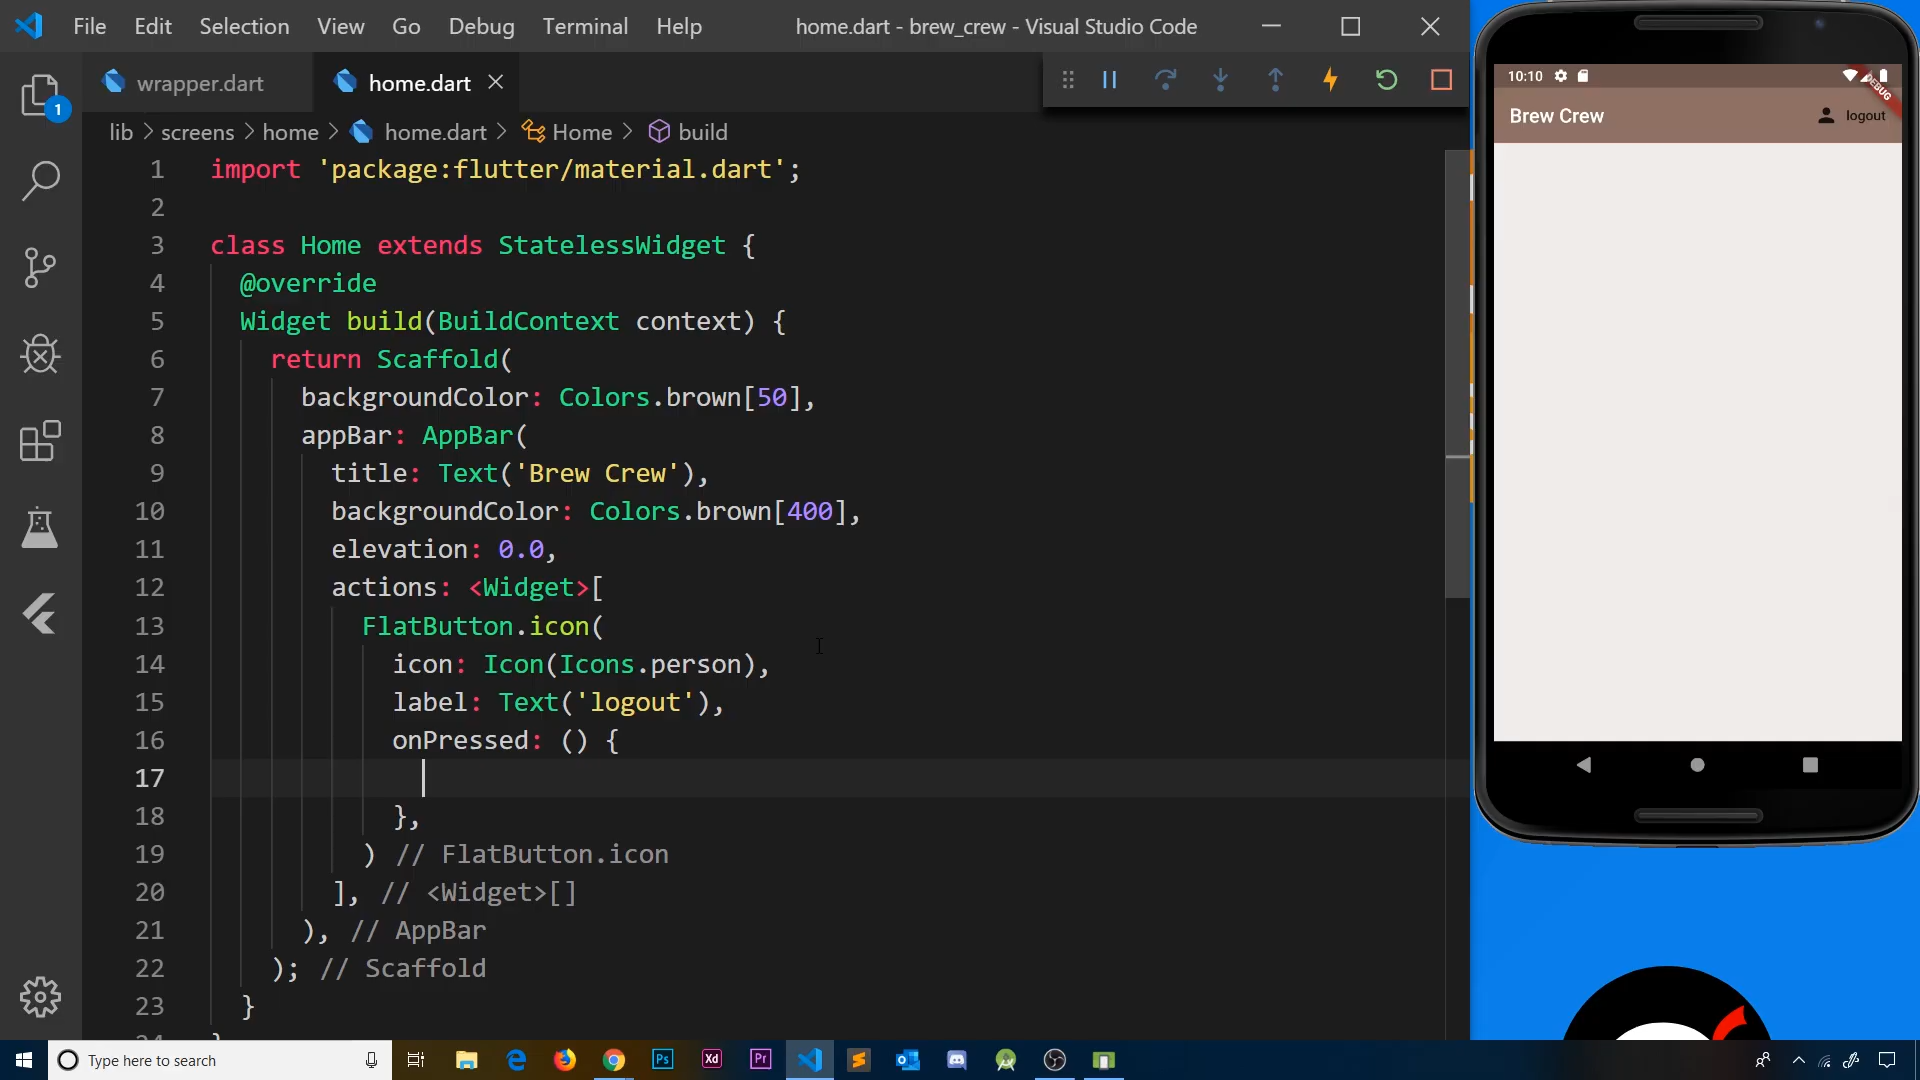 File Edit Selection View Go Debug Terminal Help home.dart - brew_crew - Visual Studio Code
wrapper.dart home.dart
1
lib > screens > home > home.dart > Home > build
1 import 'package:flutter/material.dart';
2
3 class Home extends StatelessWidget {
4 @override
5 Widget build(BuildContext context) {
6 return Scaffold(
7 backgroundColor: Colors.brown[50],
8 appBar: AppBar(
9 title: Text('Brew Crew'),
10 backgroundColor: Colors.brown[400],
11 elevation: 0.0,
12 actions: <Widget>[
13 FlatButton.icon(
14 icon: Icon(Icons.person),
15 label: Text('logout'),
16 onPressed: () {
17
18 },
19 ) // FlatButton.icon
20 ], // <Widget>[]
21 ), // AppBar
22 ); // Scaffold
23 }
10:10
DEBUG
Brew Crew logout
Type here to search
Ps Xd Pr